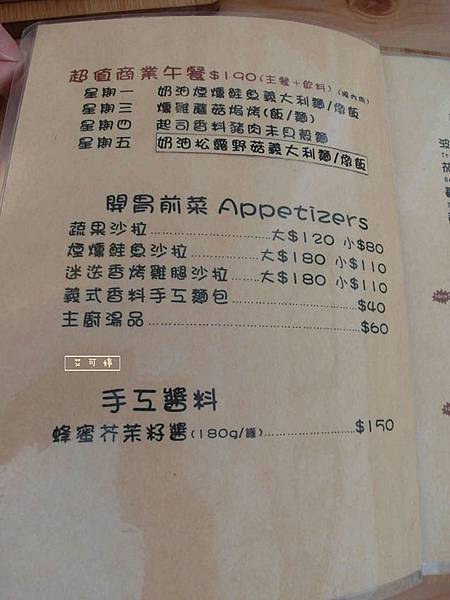 超值商業午餐$190(主餐+飲料)
星期一 奶油煙燻鮭魚義大利麵/燉飯
星期三 燻雞蘑菇焗烤(飯/麵)
星期四 起司香料豬肉末貝殼麵
星期五 奶油松露野菇義大利麵/燉飯
開胃前菜 Appetizers
蔬果沙拉........................大$120 小$80
煙燻鮭魚沙拉..............大$180 小$110
迷迭香烤雞腿沙拉.......大$180 小$110
義式香料手工麵包................................$40
主廚湯品................................................$60
艾可娣
手工醬料
蜂蜜芥茉籽醬(180g/罐)........................$150